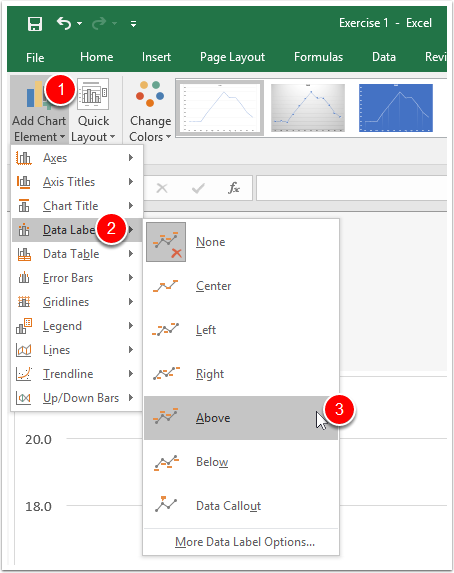 Exercise 1 - Excel
File Home Insert Page Layout Formulas Data
1
Add Chart Element
Quick Layout
Change Colors
Axes
Axis Titles
Chart Title
Data Labe
2
Data Table
Error Bars
Gridlines
Legend
Lines
Trendline
Up/Down Bars
fx
None
Center
Left
Right
Above
3
Below
Data Callout
More Data Label Options...
20.0
18.0